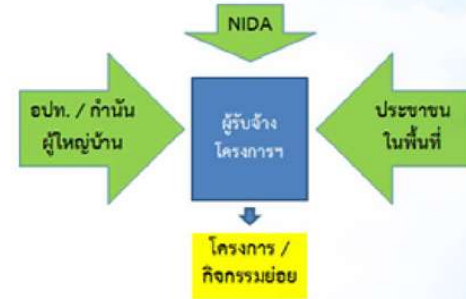 NIDA
อปท. / กำนัน
ผู้ใหญ่บ้าน
ผู้รับจ้าง
โครงการฯ
ประชาชน
ในพื้นที่
โครงการ /
กิจกรรมย่อย